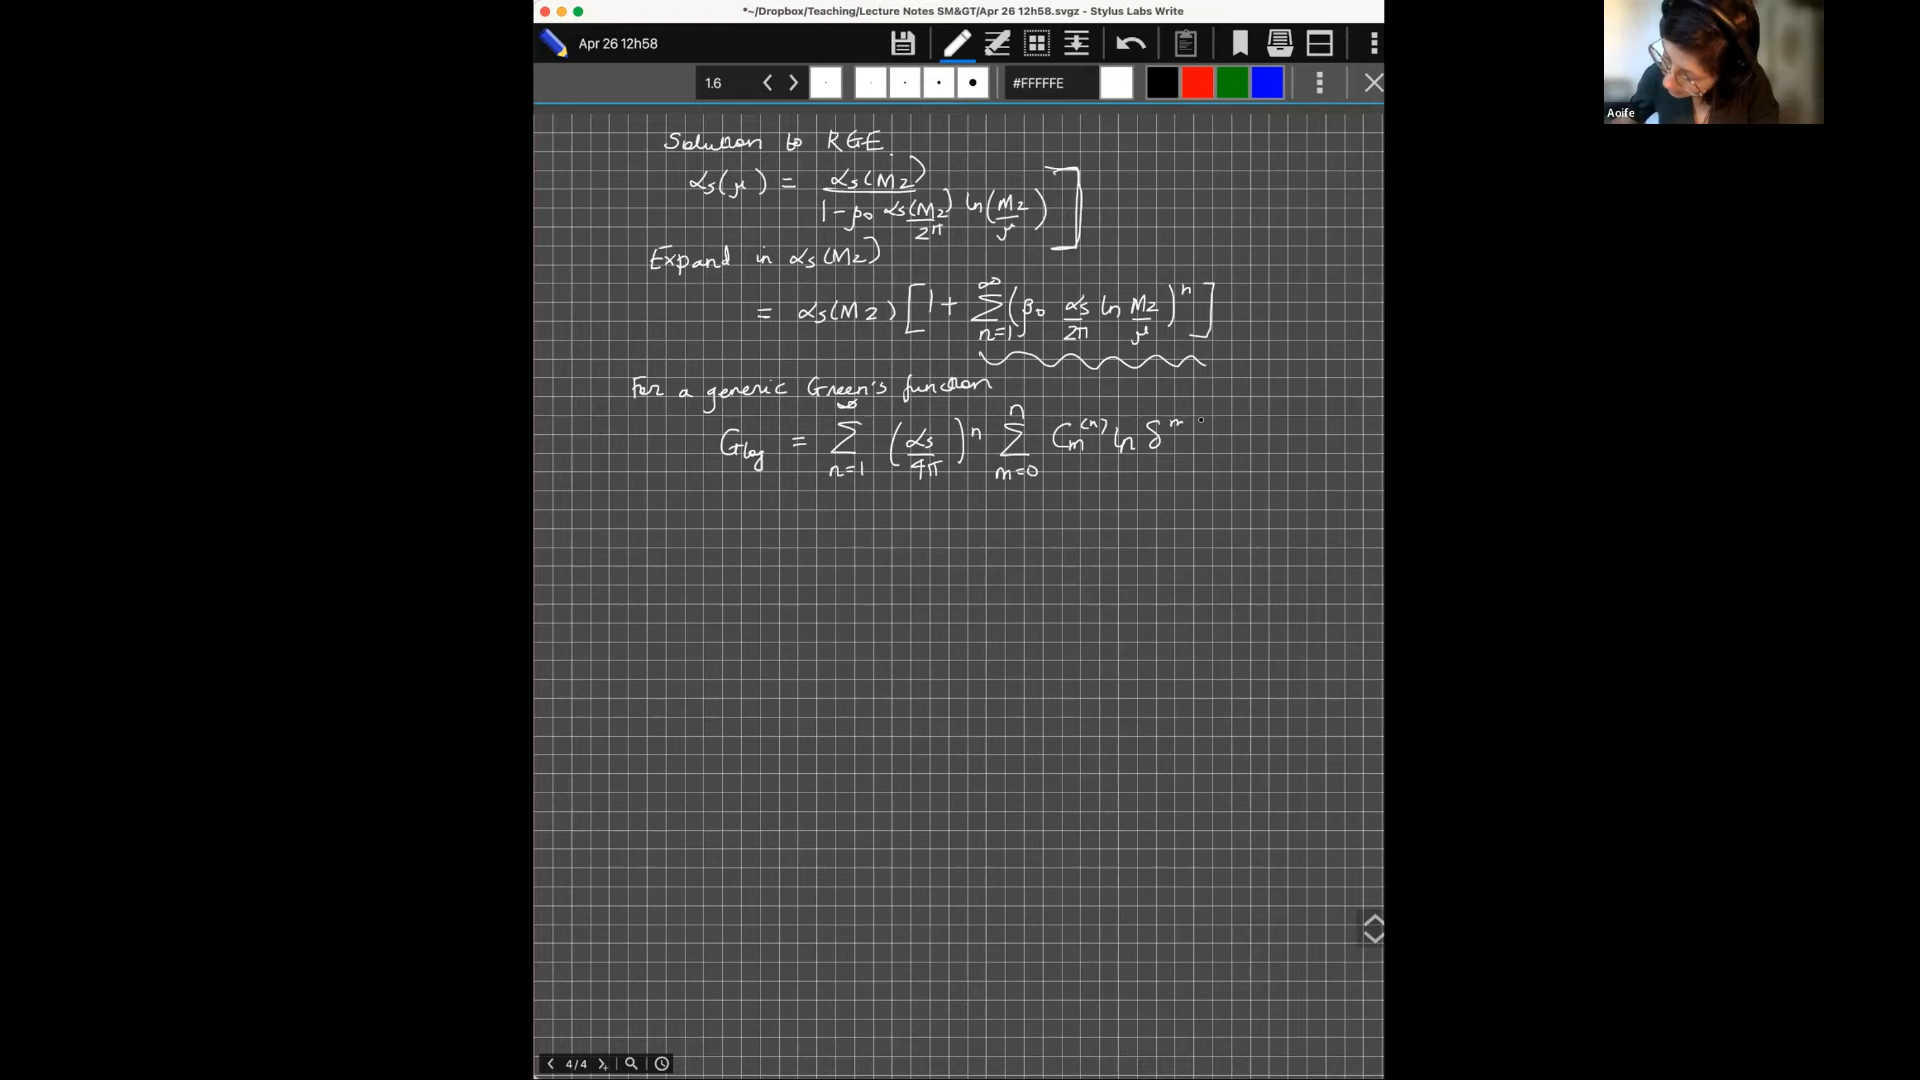 *~/Dropbox/Teaching/Lecture Notes SM&GT/Apr 26 12h58.svgz - Stylus Labs Write
Apr 26 12h58
1.6
#FFFFFE
Aoife
Solution to RGE.
αs(μ) = αs(Mz) / (1 - β0 αs(Mz)/2π ln(Mz/μ)) ]
Expand in αs(Mz)
= αs(Mz) [1 + ∑_{n=1}^{∞} (β0 αs/2π ln Mz/μ)^n]
For a generic Green's function
G_log = ∑_{n=1}^{∞} (αs/4π)^n ∑_{m=0}^{n} C_m^{(n)} ln δ^m
4/4